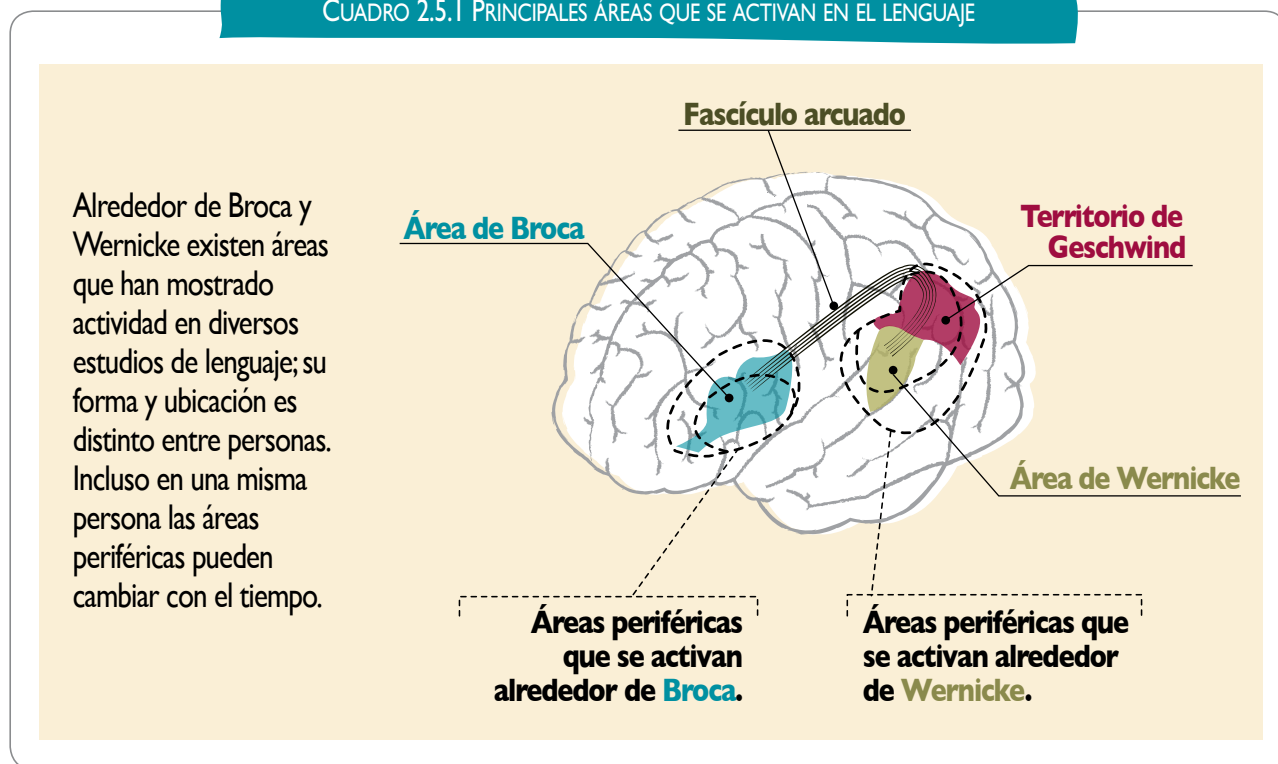 CUADRO 2.5.1 PRINCIPALES ÁREAS QUE SE ACTIVAN EN EL LENGUAJE
Alrededor de Broca y
Wernicke existen áreas
que han mostrado
actividad en diversos
estudios de lenguaje; su
forma y ubicación es
distinto entre personas.
Incluso en una misma
persona las áreas
periféricas pueden
cambiar con el tiempo.
Fascículo arcuado
Área de Broca
Territorio de
Geschwind
Área de Wernicke
Áreas periféricas
que se activan
alrededor de Broca.
Áreas periféricas que
se activan alrededor
de Wernicke.